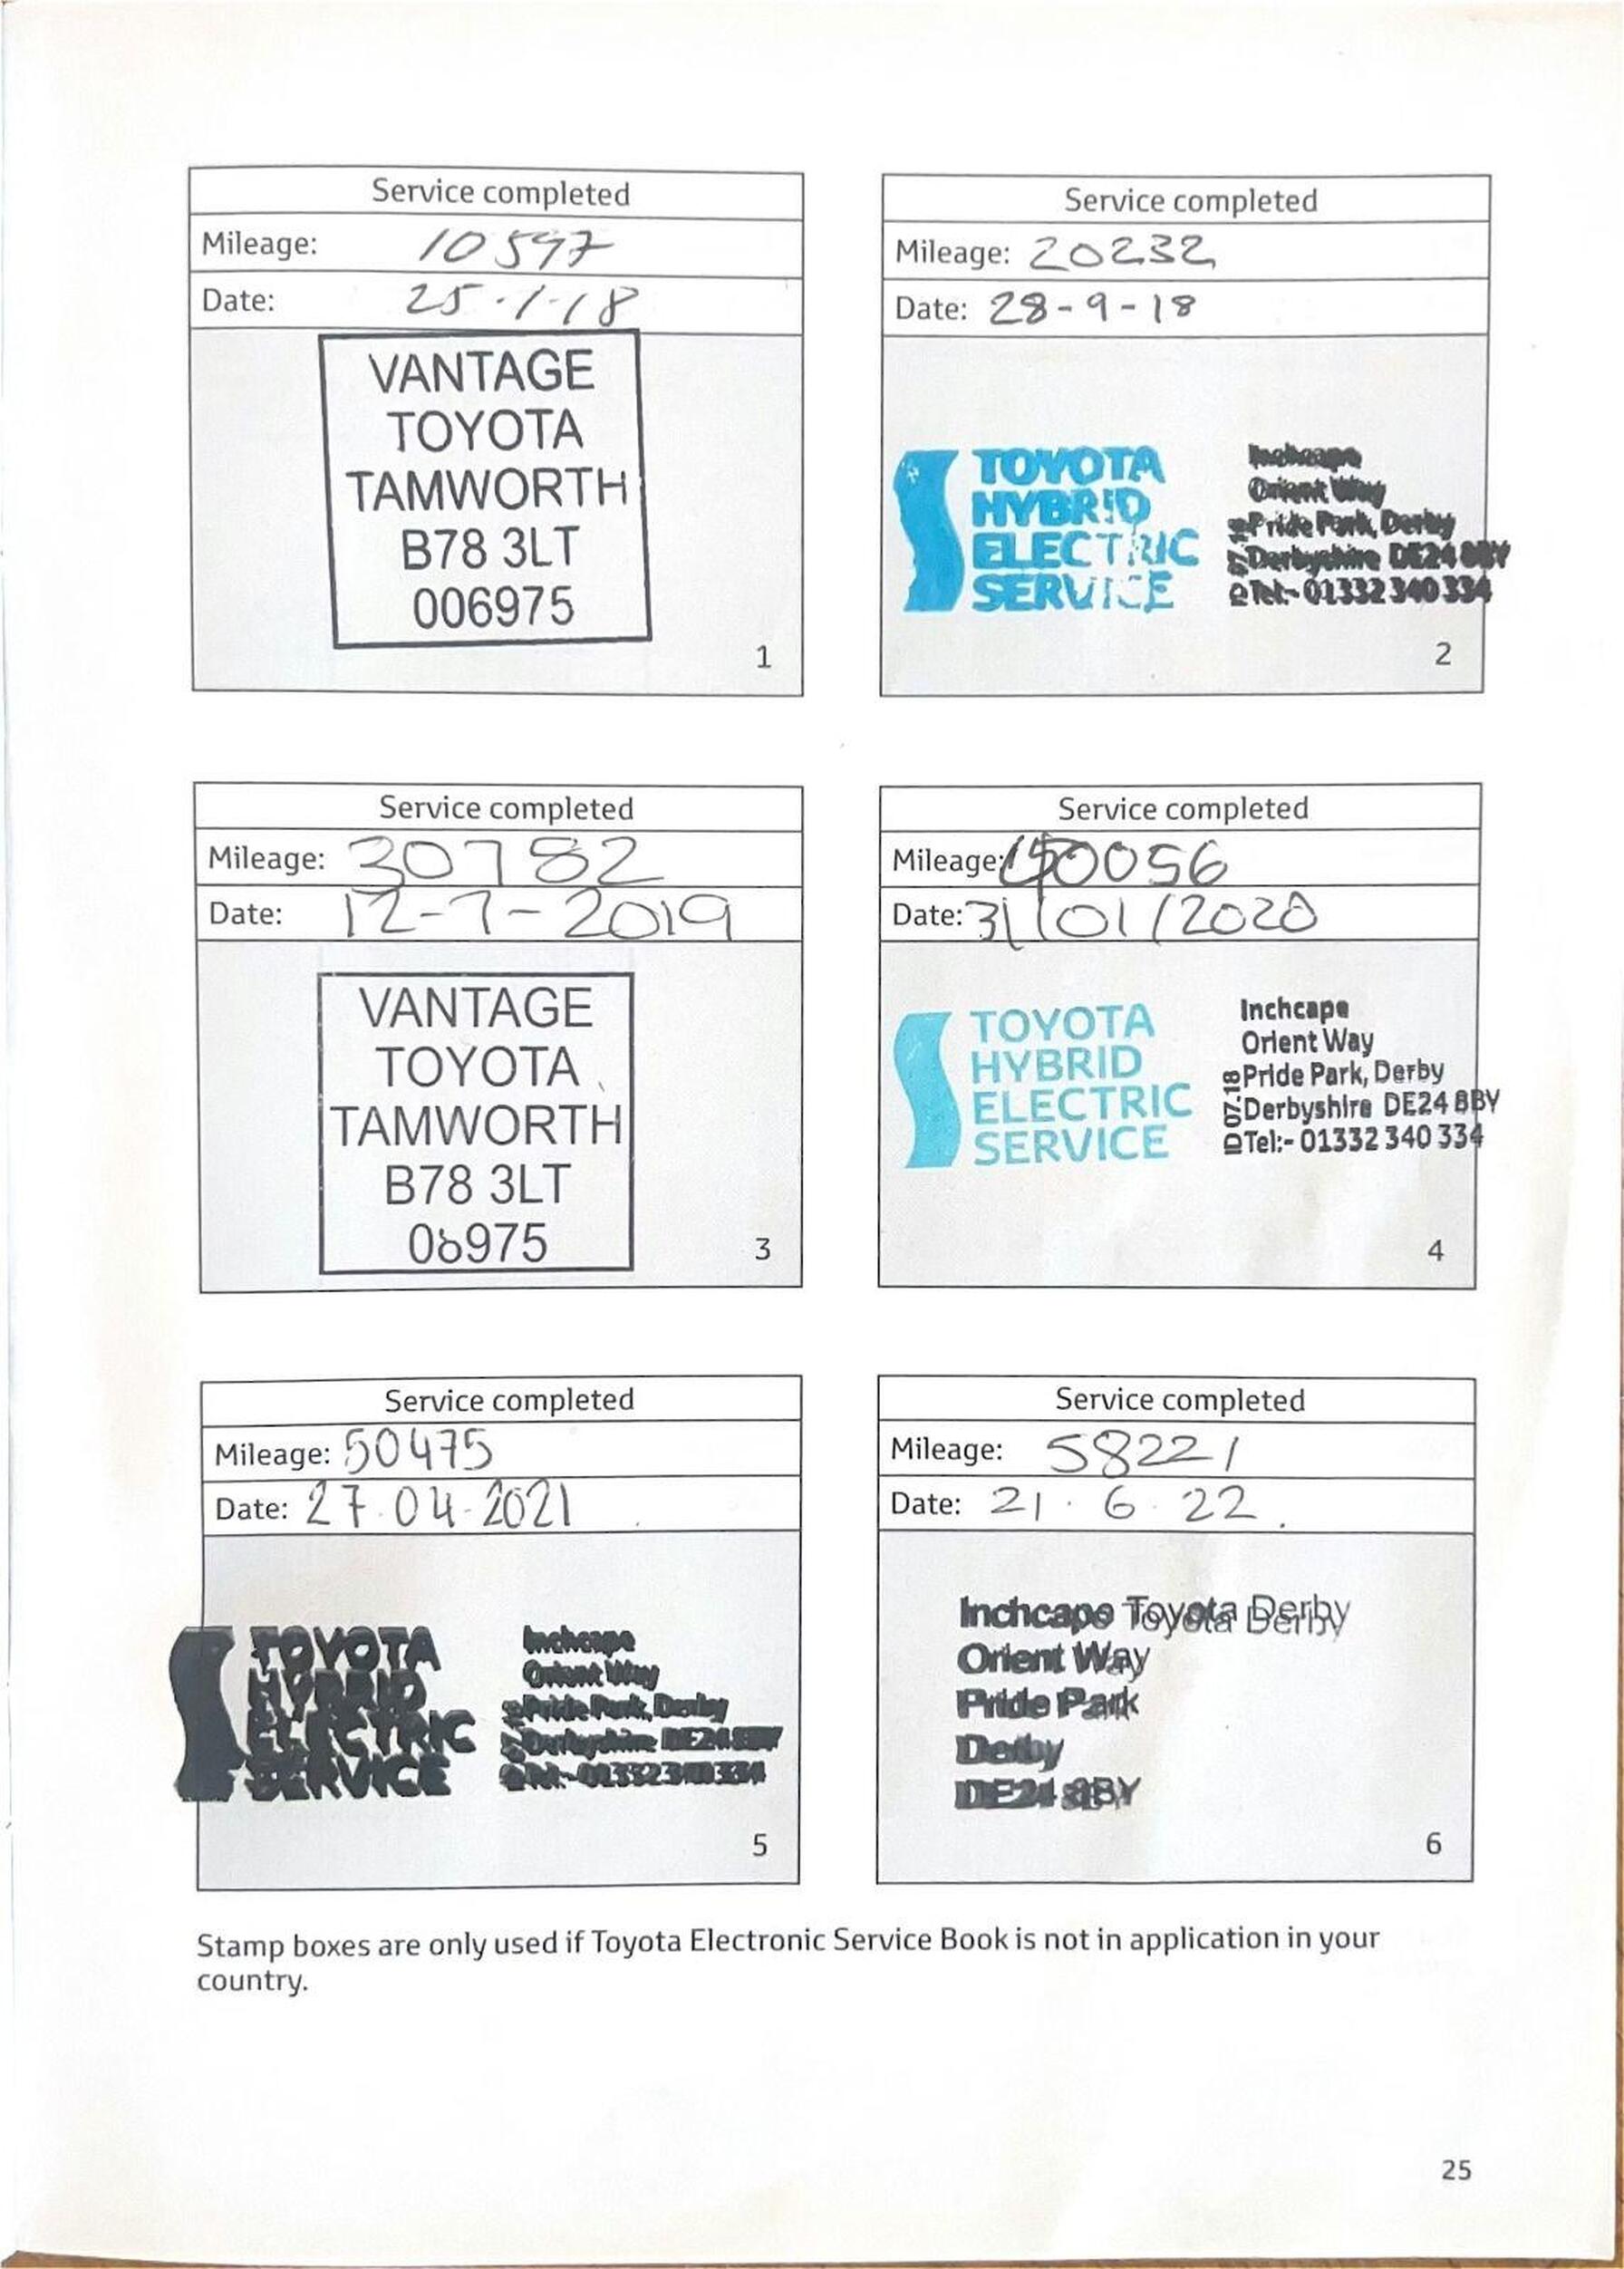 Service completed
Mileage: 10597
Date: 25-1-18
VANTAGE
TOYOTA
TAMWORTH
B78 3LT
006975
1
Service completed
Mileage: 20232
Date: 28-9-18
TOYOTA
HYBRID
ELECTRIC
SERVICE
Inchcape
Orient Way
Pride Park, Derby
Derbyshire DE24 8BY
Tel:- 01332 340 334
2
Service completed
Mileage: 30782
Date: 12-7-2019
VANTAGE
TOYOTA
TAMWORTH
B78 3LT
06975
3
Service completed
Mileage: 40056
Date: 31/01/2020
TOYOTA
HYBRID
ELECTRIC
SERVICE
Inchcape
Orient Way
Pride Park, Derby
Derbyshire DE24 8BY
Tel:- 01332 340 334
ID 07.18
4
Service completed
Mileage: 50475
Date: 27.04-2021
TOYOTA
HYBRID
ELECTRIC
SERVICE
Inchcape
Orient Way
Pride Park, Derby
Derbyshire DE24 8BY
Tel:- 01332 340 334
5
Service completed
Mileage: 58221
Date: 21.6.22.
Inchcape Toyota Derby
Orient Way
Pride Park
Derby
DE24 8BY
6
Stamp boxes are only used if Toyota Electronic Service Book is not in application in your
country.
25